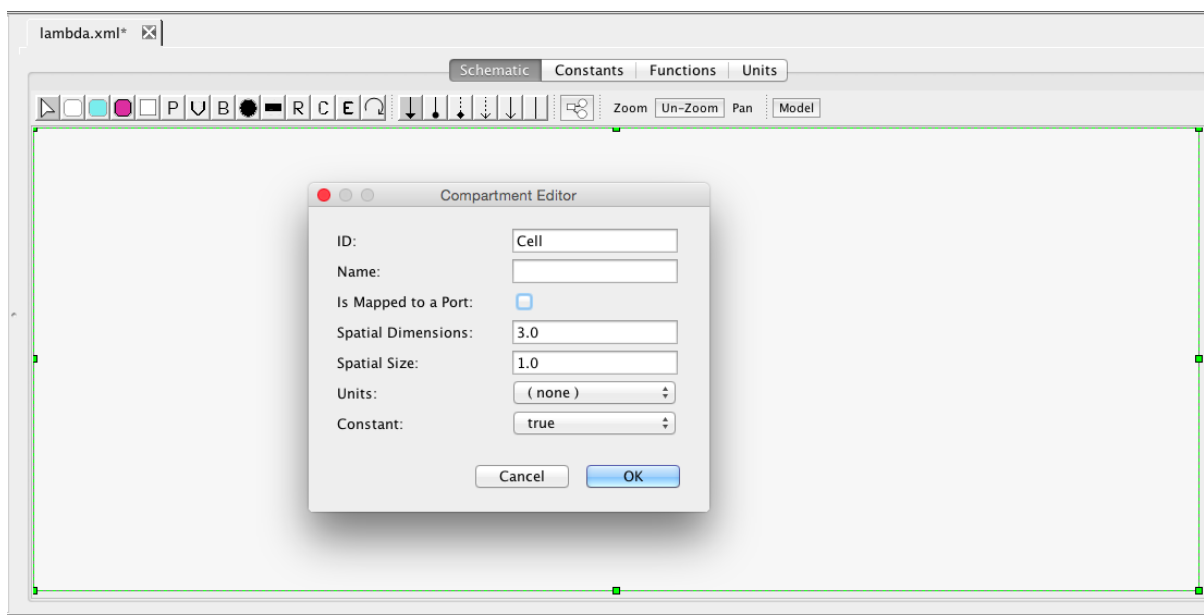 lambda.xml*
Schematic Constants Functions Units
P V B R C E Zoom Un-Zoom Pan Model
Compartment Editor
ID: Cell
Name:
Is Mapped to a Port:
Spatial Dimensions: 3.0
Spatial Size: 1.0
Units: ( none )
Constant: true
Cancel OK